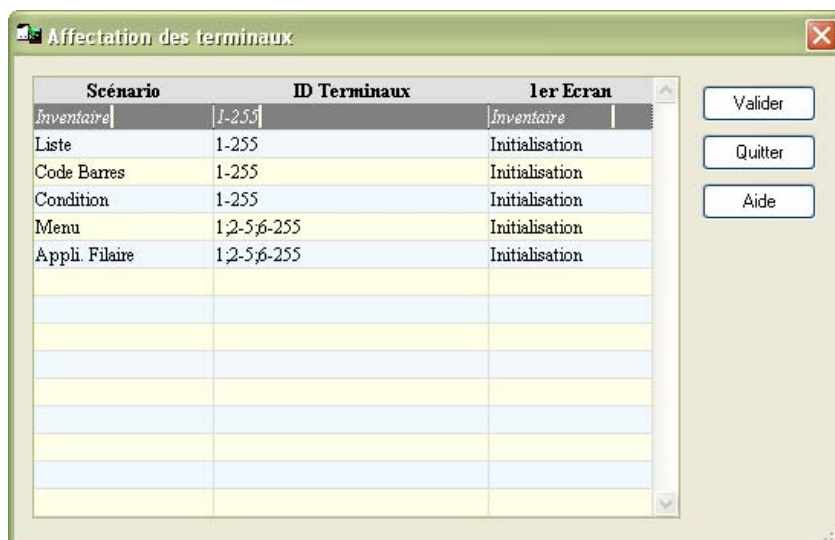 Affectation des terminaux
Scénario ID Terminaux 1er Ecran
Inventaire 1-255 Inventaire
Liste 1-255 Initialisation
Code Barres 1-255 Initialisation
Condition 1-255 Initialisation
Menu 1;2-5;6-255 Initialisation
Appli. Filaire 1;2-5;6-255 Initialisation
Valider
Quitter
Aide